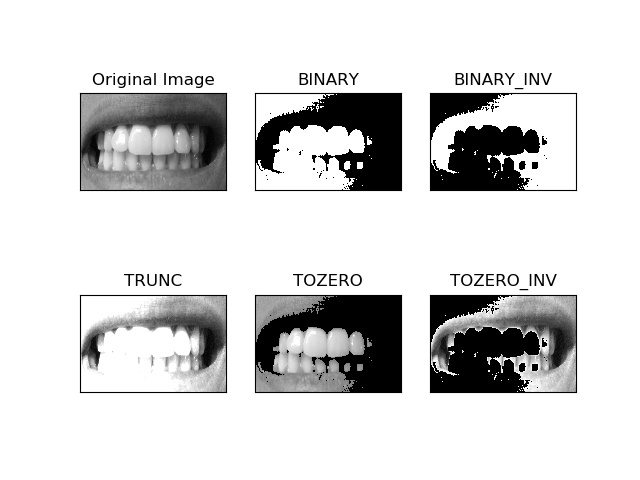 Original Image
BINARY
BINARY_INV
TRUNC
TOZERO
TOZERO_INV